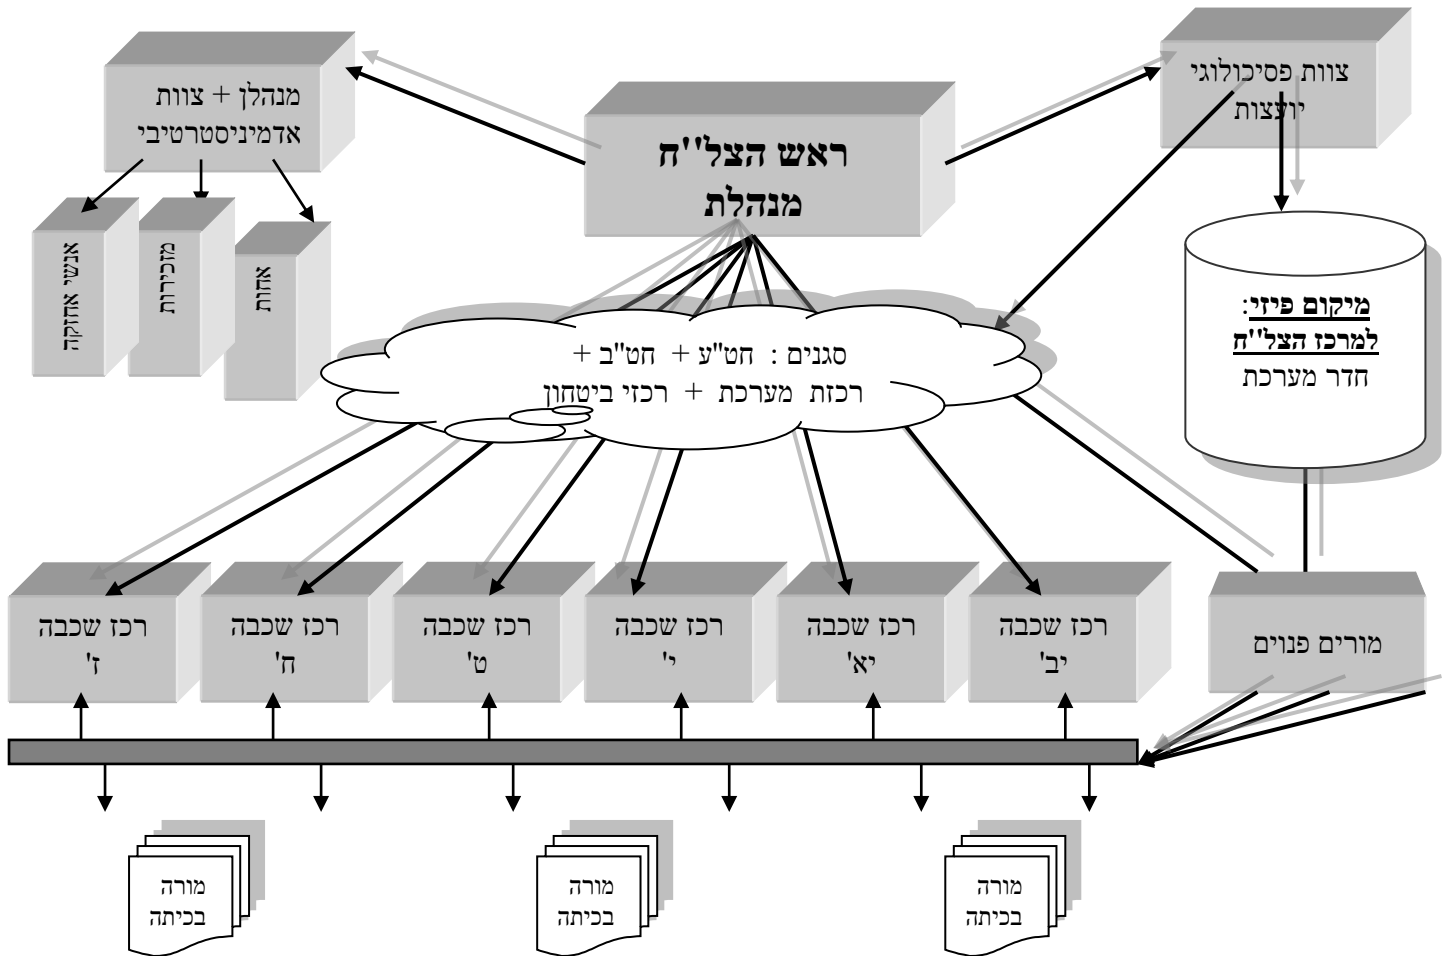 צוות פסיכולוגי
יועצות
מנהלן + צוות
אדמיניסטרטיבי
ראש הצל''ח
מנהלת
אחות
מזכירות
אנשי אחזקה
מיקום פיזי:
למרכז הצל''ח
חדר מערכת
סגנים : חט"ע + חט"ב +
רכזת מערכת + רכזי ביטחון
מורים פנוים
רכז שכבה
יב'
רכז שכבה
יא'
רכז שכבה
י'
רכז שכבה
ט'
רכז שכבה
ח'
רכז שכבה
ז'
מורה
בכיתה
מורה
בכיתה
מורה
בכיתה